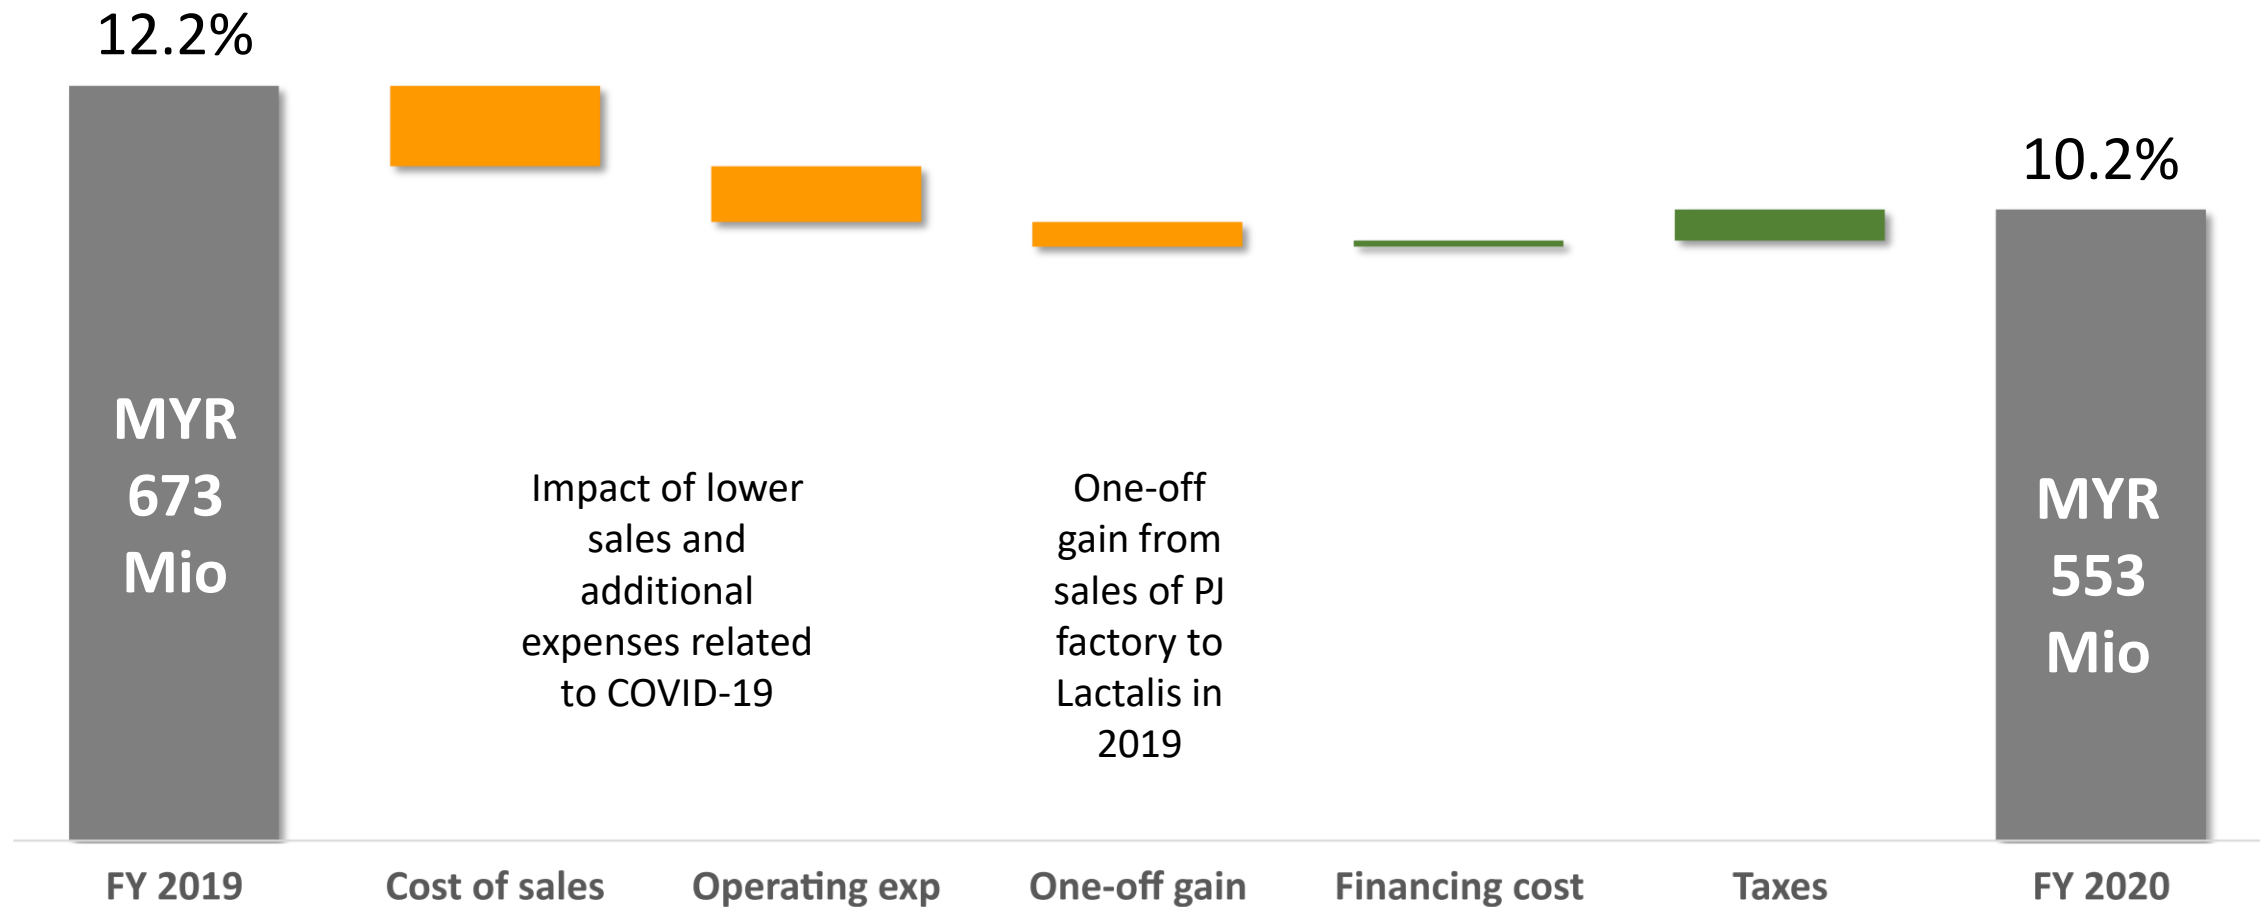 12.2%
10.2%
MYR
673
Mio
Impact of lower
sales and
additional
expenses related
to COVID-19
One-off
gain from
sales of PJ
factory to
Lactalis in
2019
MYR
553
Mio
FY 2019
Cost of sales
Operating exp
One-off gain
Financing cost
Taxes
FY 2020